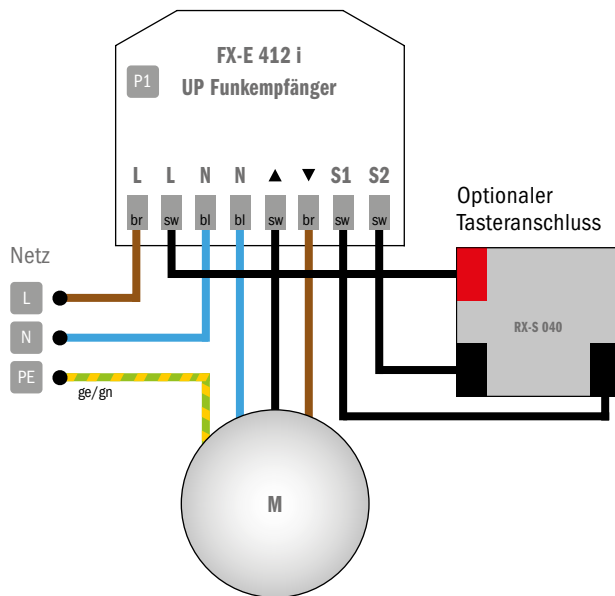 FX-E 412 i
UP Funkempfänger
P1
L L N N ▲ ▼ S1 S2
br sw bl bl sw br sw sw
Optionaler
Tasteranschluss
Netz
L
N
PE
ge/gn
RX-S 040
M